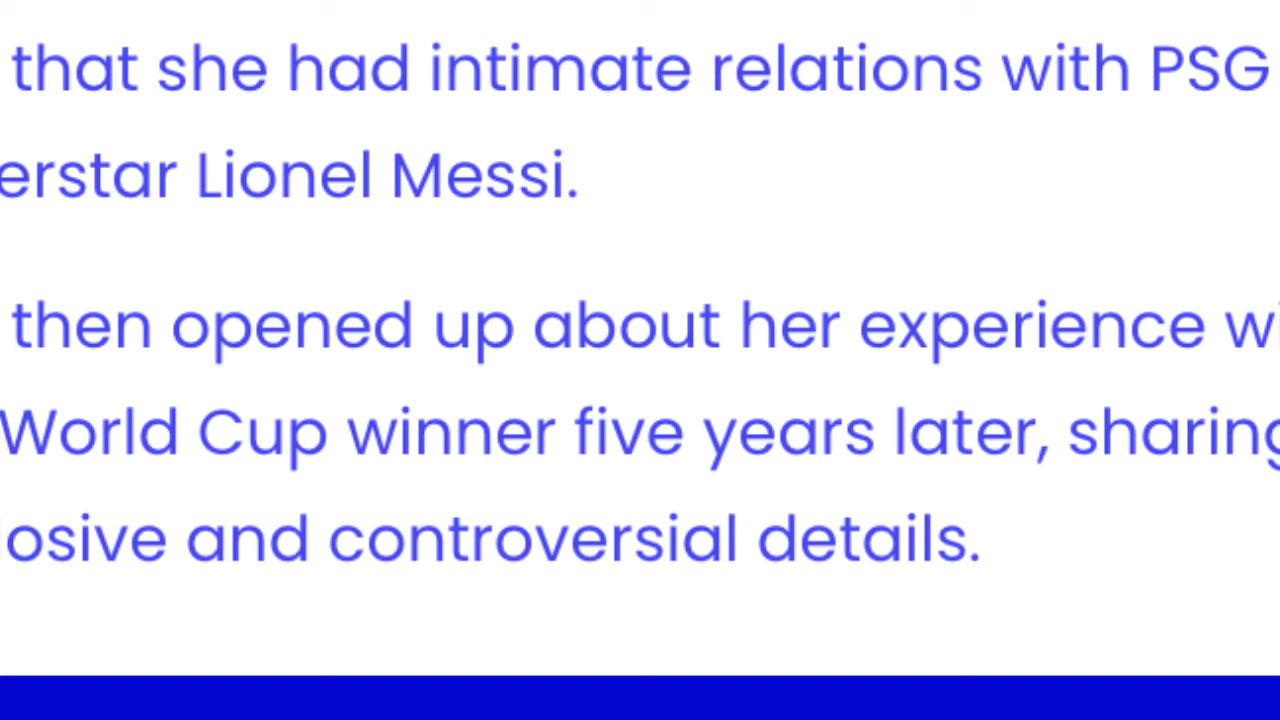 that she had intimate relations with PSG
erstar Lionel Messi.
then opened up about her experience wi
World Cup winner five years later, sharing
losive and controversial details.